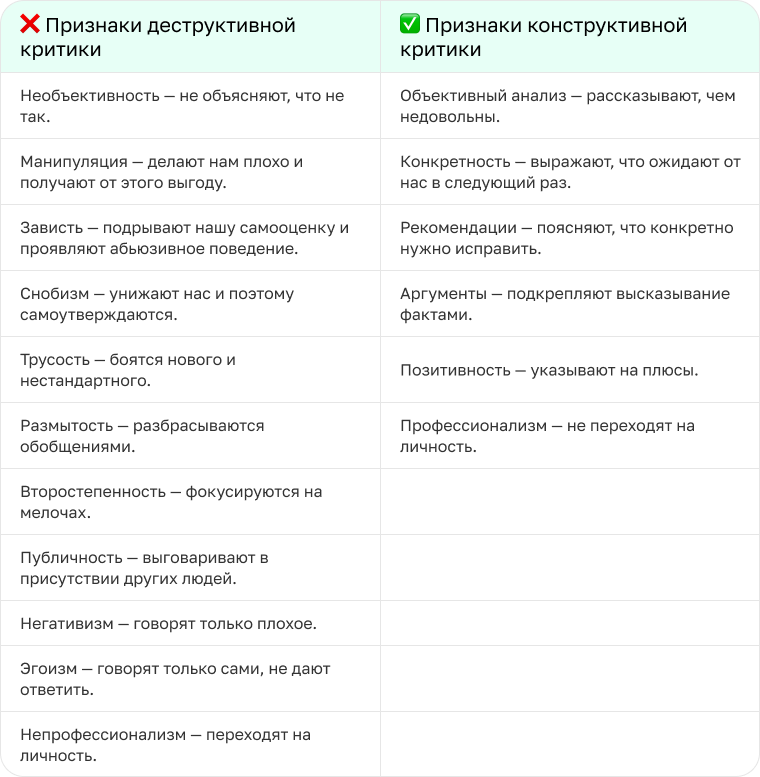 ❌ Признаки деструктивной
критики
✅ Признаки конструктивной
критики
Необъективность — не объясняют, что не
так.
Объективный анализ — рассказывают, чем
недовольны.
Манипуляция — делают нам плохо и
получают от этого выгоду.
Конкретность — выражают, что ожидают от
нас в следующий раз.
Зависть — подрывают нашу самооценку и
проявляют абьюзивное поведение.
Рекомендации — поясняют, что конкретно
нужно исправить.
Снобизм — унижают нас и поэтому
самоутверждаются.
Аргументы — подкрепляют высказывание
фактами.
Трусость — боятся нового и
нестандартного.
Позитивность — указывают на плюсы.
Размытость — разбрасываются
обобщениями.
Профессионализм — не переходят на
личность.
Второстепенность — фокусируются на
мелочах.
Публичность — выговаривают в
присутствии других людей.
Негативизм — говорят только плохое.
Эгоизм — говорят только сами, не дают
ответить.
Непрофессионализм — переходят на
личность.